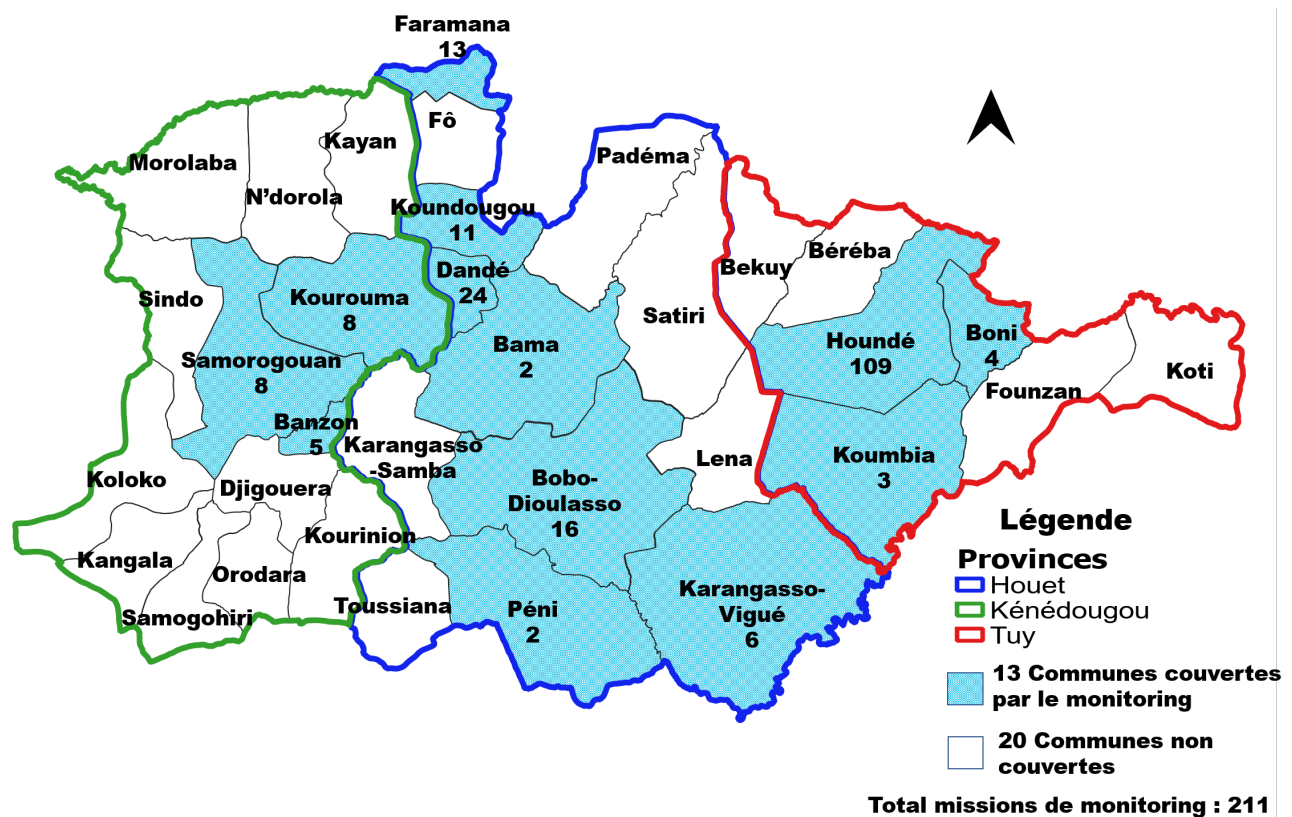 Faramana
13
Fô
Kayan
Morolaba
N'dorola
Padéma
Koundougou
11
Béréba
Bekuy
Dandé
24
Sindo
Kourouma
8
Satiri
Bama
2
Houndé
109
Boni
4
Samorogouan
8
Koti
Founzan
Banzon
5
Karangasso
-Samba
Lena
Koumbia
3
Koloko
Djigouera
Bobo-
Dioulasso
16
Kourinion
Kangala
Orodara
Samogohiri
Toussiana
Péni
2
Karangasso-
Vigué
6
Légende
Provinces
Houet
Kénédougou
Tuy
13 Communes couvertes
par le monitoring
20 Communes non
couvertes
Total missions de monitoring : 211